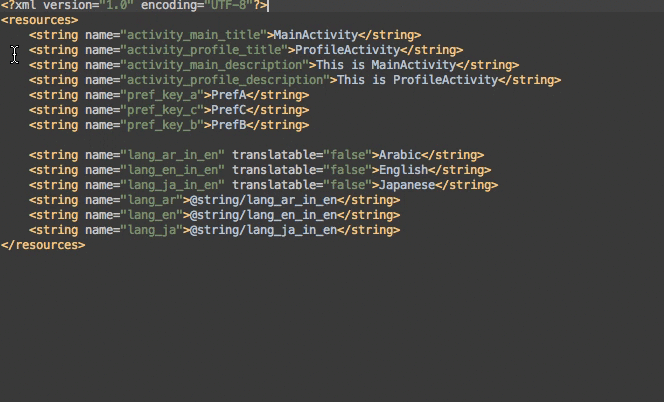 <?xml version="1.0" encoding="UTF-8"?>
<resources>
    <string name="activity_main_title">MainActivity</string>
    <string name="activity_profile_title">ProfileActivity</string>
    <string name="activity_main_description">This is MainActivity</string>
    <string name="activity_profile_description">This is ProfileActivity</string>
    <string name="pref_key_a">PrefA</string>
    <string name="pref_key_c">PrefC</string>
    <string name="pref_key_b">PrefB</string>
    <string name="lang_ar_in_en" translatable="false">Arabic</string>
    <string name="lang_en_in_en" translatable="false">English</string>
    <string name="lang_ja_in_en" translatable="false">Japanese</string>
    <string name="lang_ar">@string/lang_ar_in_en</string>
    <string name="lang_en">@string/lang_en_in_en</string>
    <string name="lang_ja">@string/lang_ja_in_en</string>
</resources>